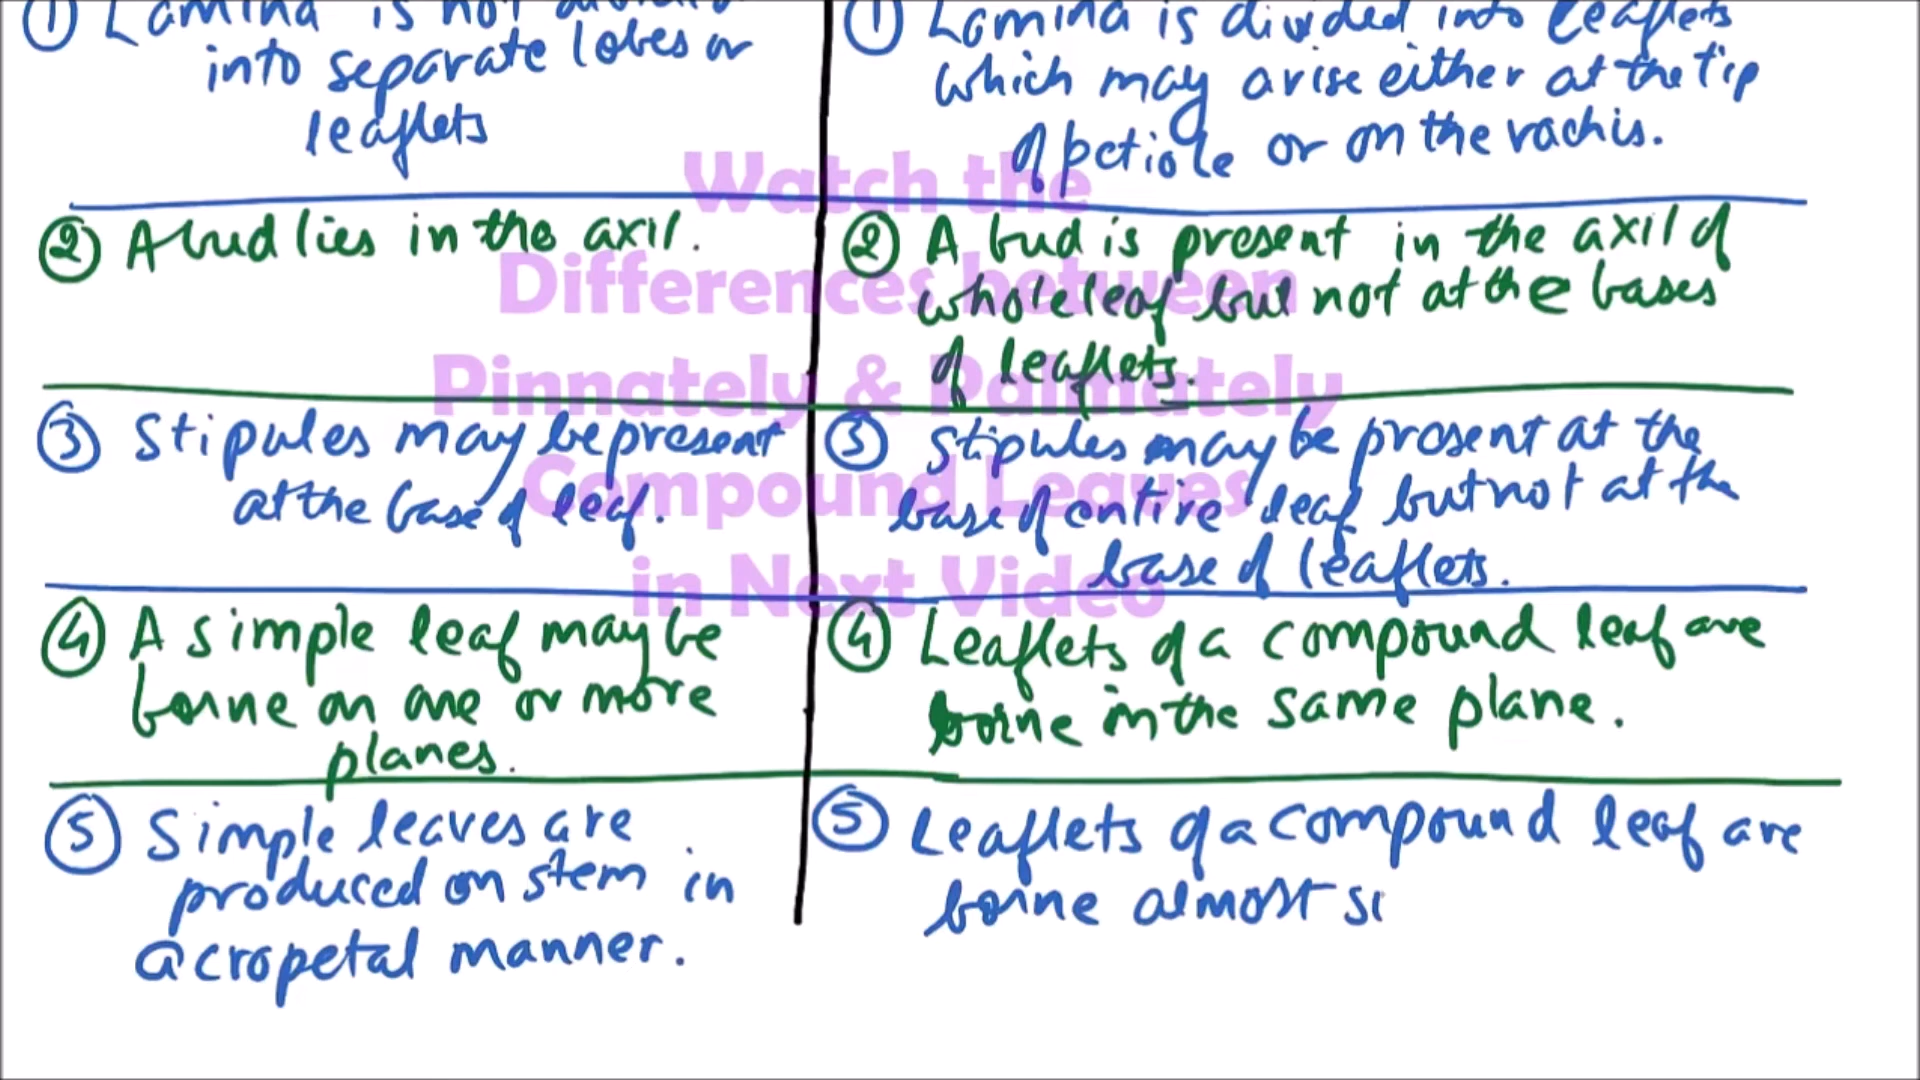 ① Lamina is not divided
into separate lobes or
leaflets
① Lamina is divided into leaflets
which may arise either at the tip
of petiole or on the rachis.
② A bud lies in the axil.
② A bud is present in the axil of
whole leaf but not at the bases
of leaflets.
③ Stipules may be present
at the base of leaf.
③ Stipules may be present at the
base of entire leaf but not at the
base of leaflets.
④ A simple leaf may be
borne on one or more
planes.
④ Leaflets of a compound leaf are
borne in the same plane.
⑤ Simple leaves are
produced on stem in
acropetal manner.
⑤ Leaflets of a compound leaf are
borne almost si
Watch the
Differences between
Pinnately & Palmately
Compound Leaves
in Next Video